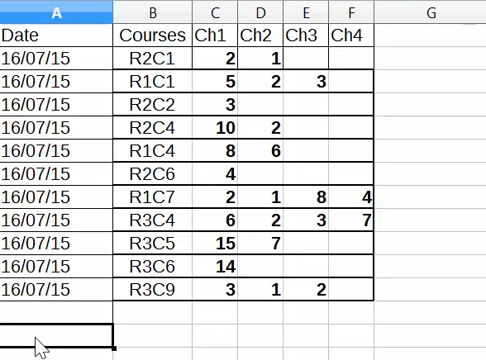 A B C D E F G
Date Courses Ch1 Ch2 Ch3 Ch4
16/07/15 R2C1 2 1
16/07/15 R1C1 5 2 3
16/07/15 R2C2 3
16/07/15 R2C4 10 2
16/07/15 R1C4 8 6
16/07/15 R2C6 4
16/07/15 R1C7 2 1 8 4
16/07/15 R3C4 6 2 3 7
16/07/15 R3C5 15 7
16/07/15 R3C6 14
16/07/15 R3C9 3 1 2